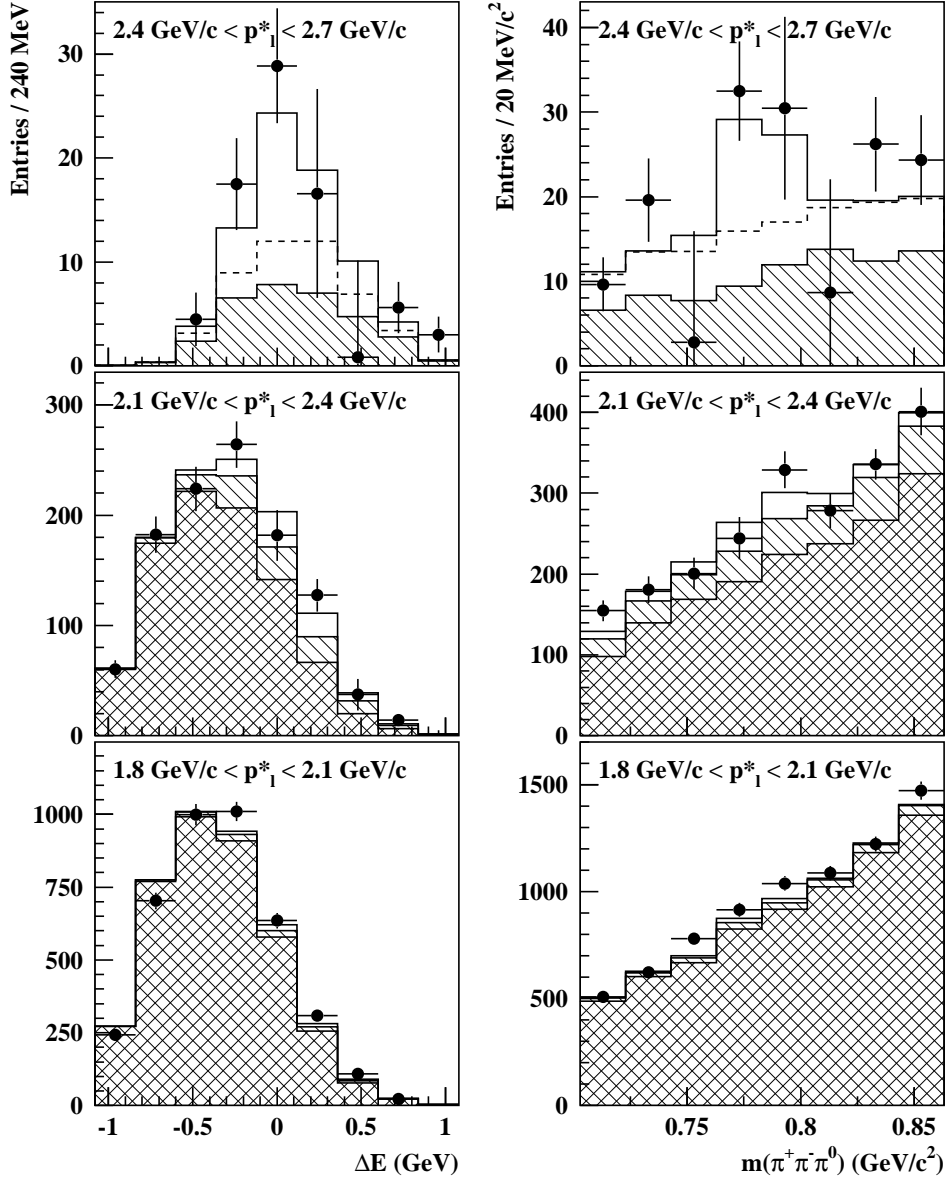 2.4 GeV/c < p*l < 2.7 GeV/c
Entries / 240 MeV
30
20
10
0
2.4 GeV/c < p*l < 2.7 GeV/c
Entries / 20 MeV/c2
40
30
20
10
0
2.1 GeV/c < p*l < 2.4 GeV/c
300
200
100
0
2.1 GeV/c < p*l < 2.4 GeV/c
400
300
200
100
0
1.8 GeV/c < p*l < 2.1 GeV/c
1000
750
500
250
0
-1 -0.5 0 0.5 1
ΔE (GeV)
1.8 GeV/c < p*l < 2.1 GeV/c
1500
1000
500
0
0.75 0.8 0.85
m(π+π-π0) (GeV/c2)